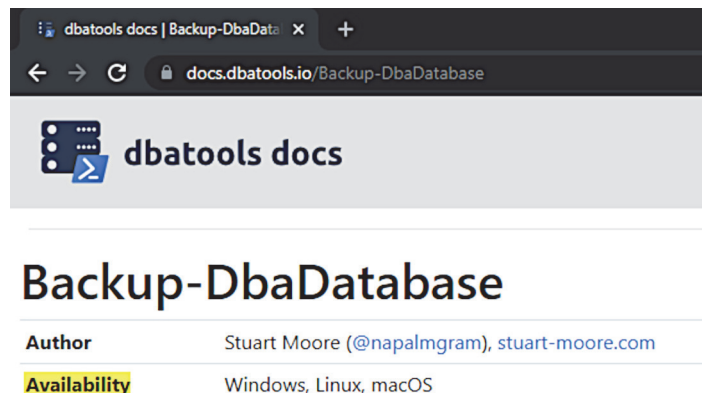 dbatools docs | Backup-DbaData
docs.dbatools.io/Backup-DbaDatabase
dbatools docs
Backup-DbaDatabase
Author Stuart Moore (@napalmgram), stuart-moore.com
Availability Windows, Linux, macOS